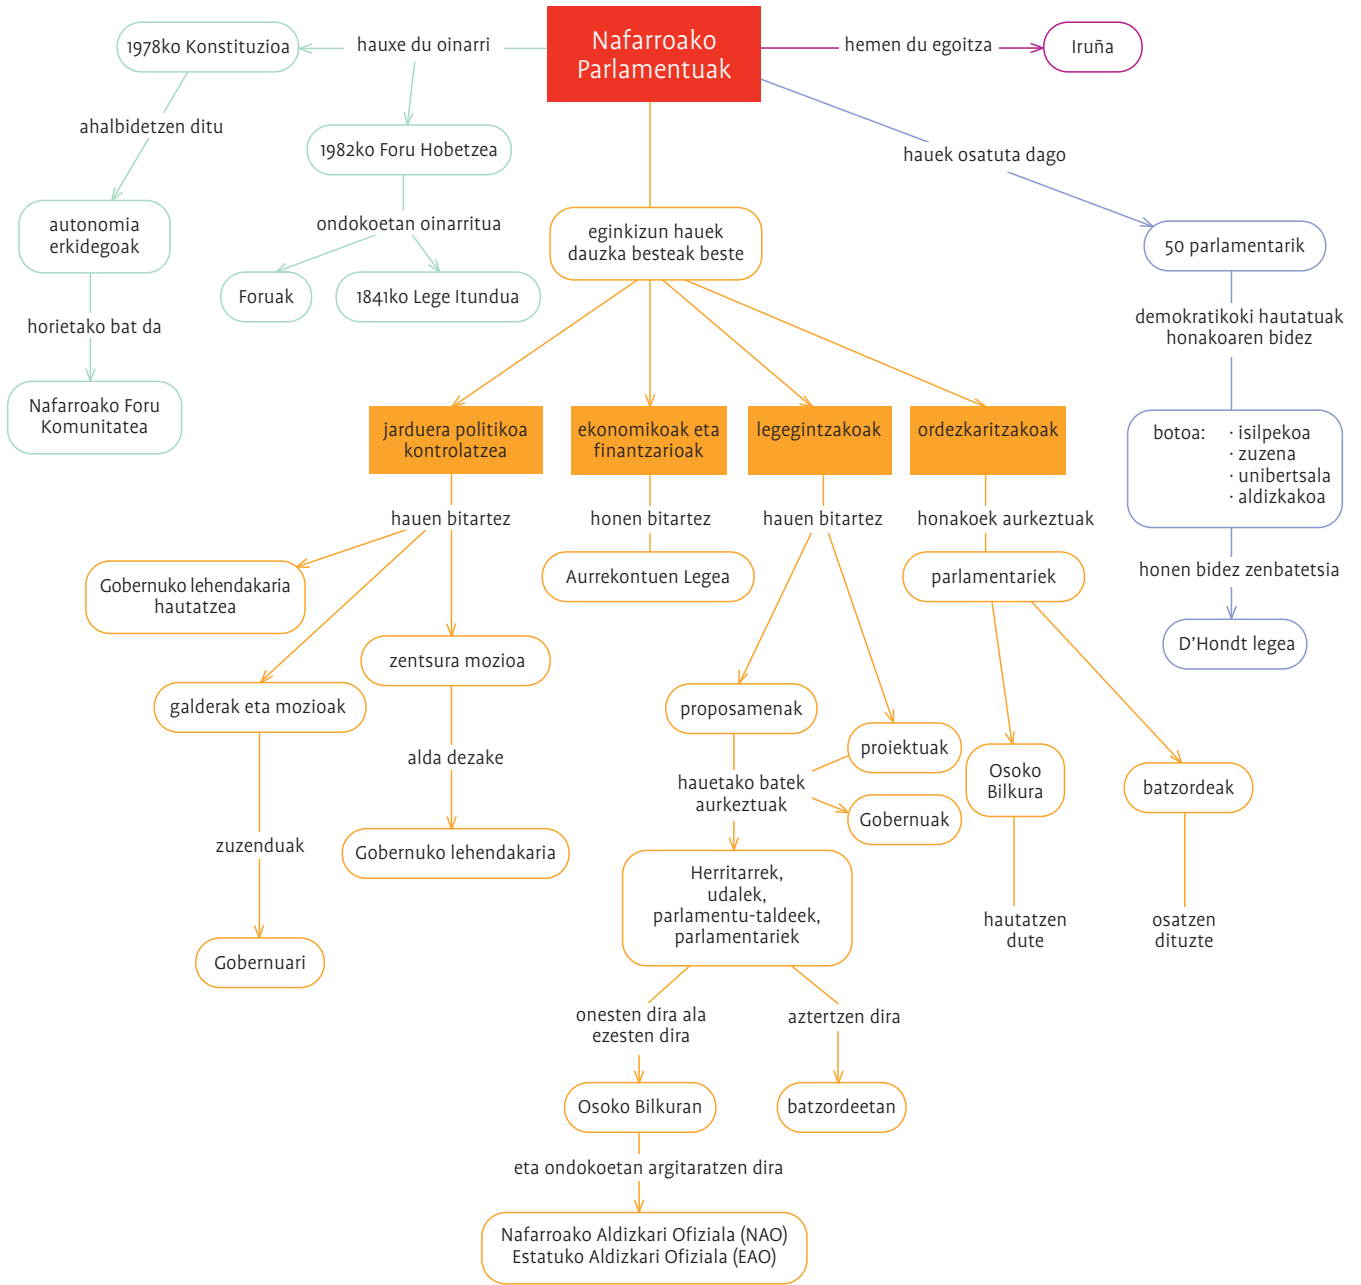 Nafarroako
Parlamentuak
hauxe du oinarri
1978ko Konstituzioa
ahalbidetzen ditu
autonomia
erkidegoak
horietako bat da
Nafarroako Foru
Komunitatea
1982ko Foru Hobetzea
ondokoetan oinarritua
Foruak
1841ko Lege Itundua
hemen du egoitza
Iruña
hauek osatuta dago
50 parlamentarik
demokratikoki hautatuak
honakoaren bidez
botoa: · isilpekoa
· zuzena
· unibertsala
· aldizkakoa
honen bidez zenbatetsia
D'Hondt legea
eginkizun hauek
dauzka besteak beste
jarduera politikoa
kontrolatzea
hauen bitartez
Gobernuko lehendakaria
hautatzea
galderak eta mozioak
zuzenduak
Gobernuari
zentsura mozioa
alda dezake
Gobernuko lehendakaria
ekonomikoak eta
finantzarioak
honen bitartez
Aurrekontuen Legea
legegintzakoak
hauen bitartez
proposamenak
proiektuak
hauetako batek
aurkeztuak
Gobernuak
Herritarrek,
udalek,
parlamentu-taldeek,
parlamentariek
onesten dira ala
ezesten dira
Osoko Bilkuran
eta ondokoetan argitaratzen dira
Nafarroako Aldizkari Ofiziala (NAO)
Estatuko Aldizkari Ofiziala (EAO)
aztertzen dira
batzordeetan
ordezkaritzakoak
honakoek aurkeztuak
parlamentariek
Osoko
Bilkura
hautatzen
dute
batzordeak
osatzen
dituzte